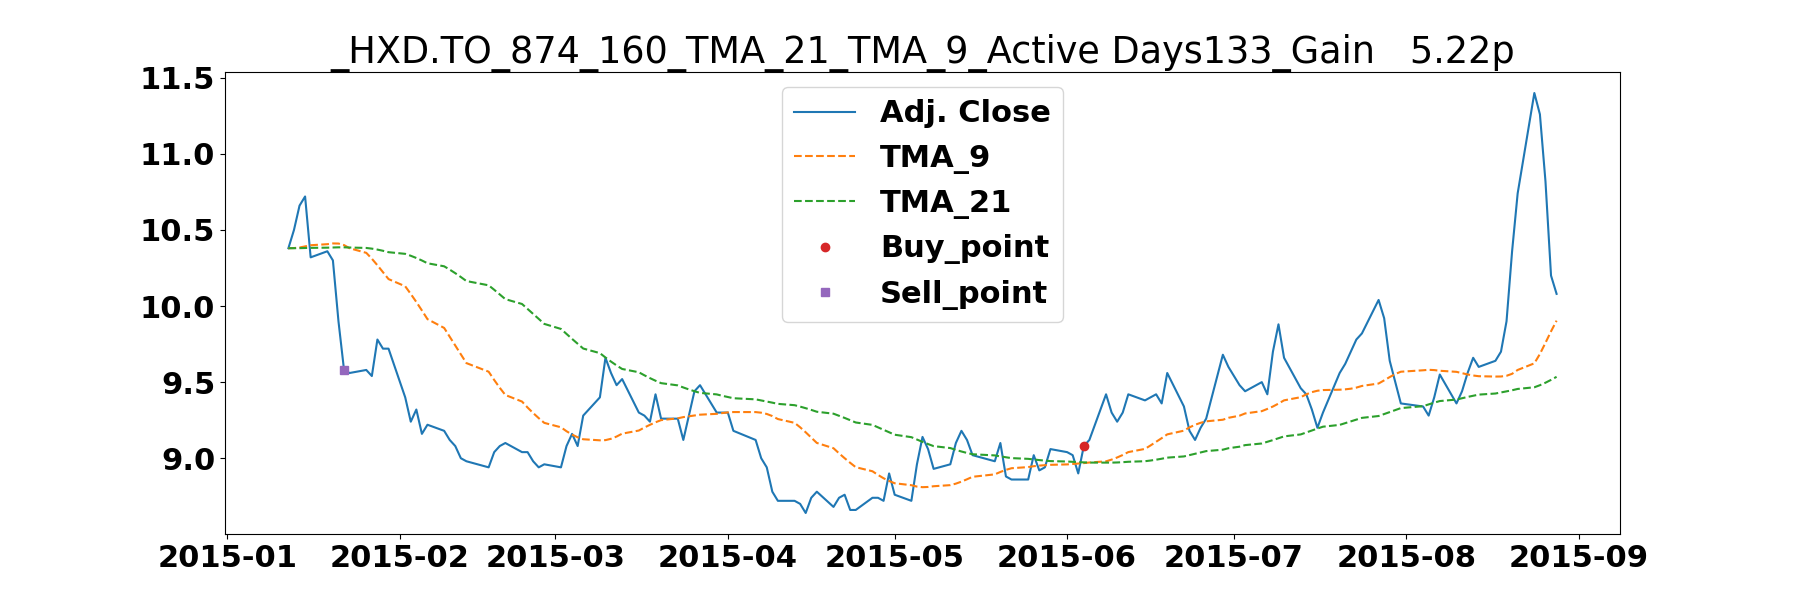 _HXD.TO_874_160_TMA_21_TMA_9_Active Days133_Gain   5.22p
11.5
11.0
10.5
10.0
9.5
9.0
Adj. Close
TMA_9
TMA_21
Buy_point
Sell_point
2015-01 2015-02 2015-03 2015-04 2015-05 2015-06 2015-07 2015-08 2015-09